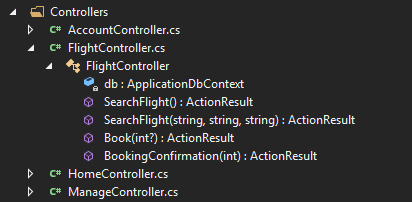 Controllers
C# AccountController.cs
C# FlightController.cs
FlightController
db : ApplicationDbContext
SearchFlight() : ActionResult
SearchFlight(string, string, string) : ActionResult
Book(int?) : ActionResult
BookingConfirmation(int) : ActionResult
C# HomeController.cs
C# ManageController.cs